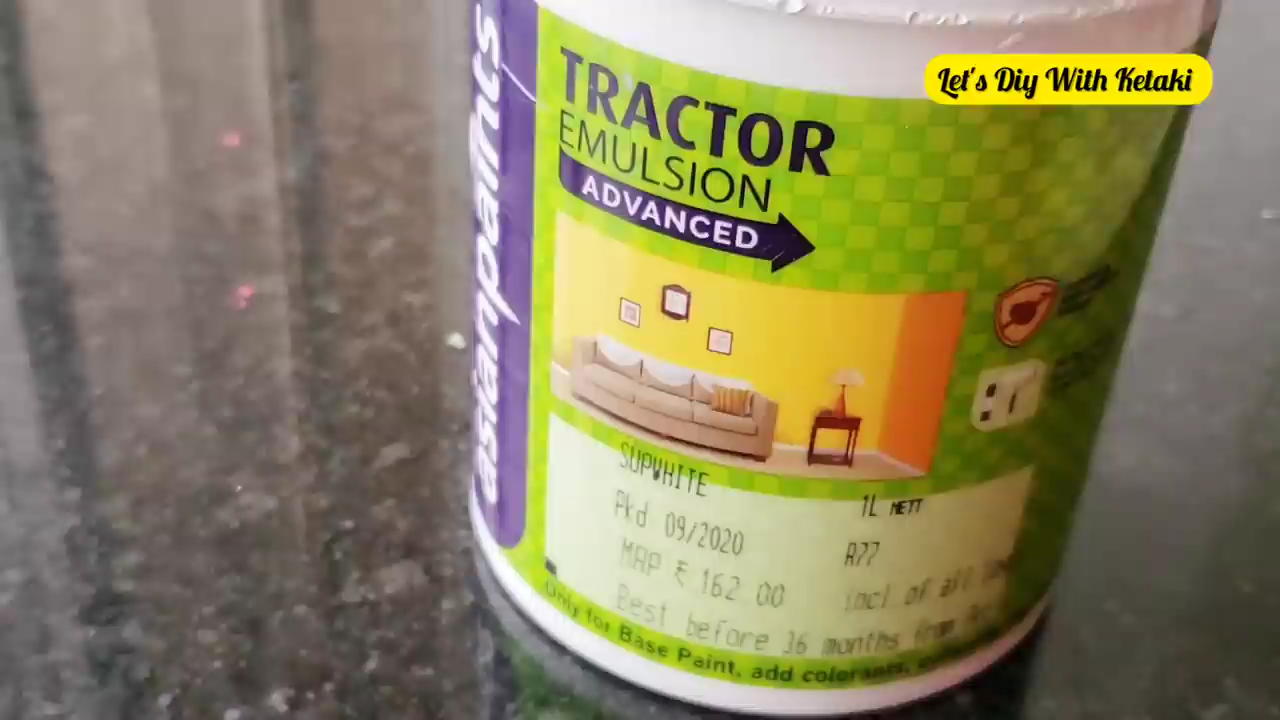 Let's Diy With Ketaki
asianpaints
TRACTOR
EMULSION
ADVANCED
SUPWHITE
1L NETT
Pkd 09/2020
R77
MRP ₹ 162.00
incl of all
Best before 36 months from
Only for Base Paint, add colorants,